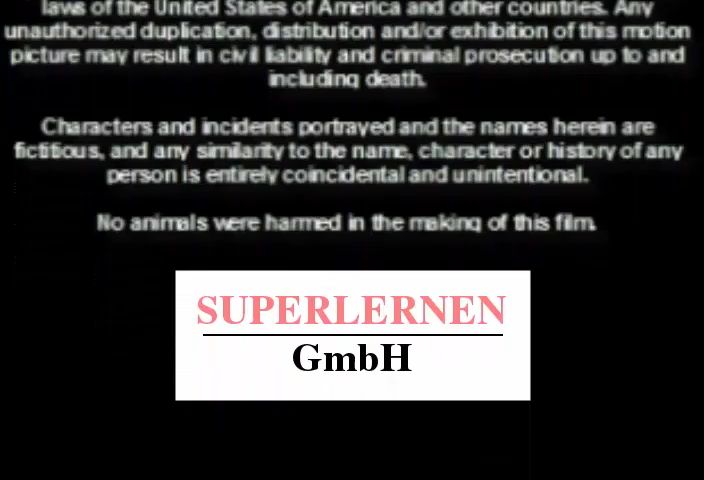 laws of the United States of America and other countries. Any
unauthorized duplication, distribution and/or exhibition of this motion
picture may result in civil liability and criminal prosecution up to and
including death.
Characters and incidents portrayed and the names herein are
fictitious, and any similarity to the name, character or history of any
person is entirely coincidental and unintentional.
No animals were harmed in the making of this film.
SUPERLERNEN
GmbH